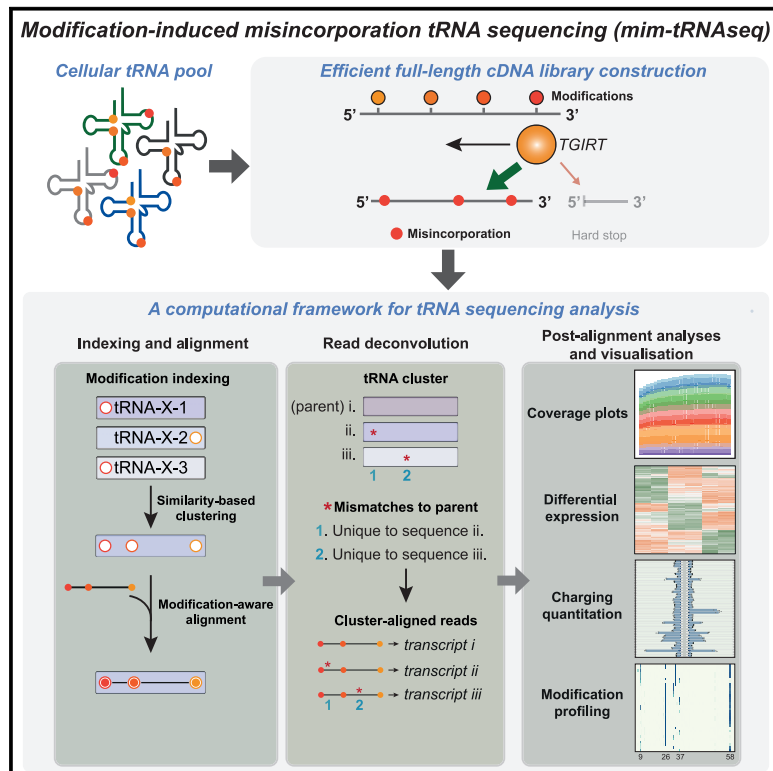 Modification-induced misincorporation tRNA sequencing (mim-tRNAseq)
Cellular tRNA pool
Efficient full-length cDNA library construction
Modifications
5’ 3’
TGIRT
5’ 3’ 5’ 3’
Misincorporation
Hard stop
A computational framework for tRNA sequencing analysis
Indexing and alignment
Modification indexing
tRNA-X-1
tRNA-X-2
tRNA-X-3
Similarity-based
clustering
Modification-aware
alignment
Read deconvolution
tRNA cluster
(parent) i.
ii. *
iii. *
1 2
* Mismatches to parent
1. Unique to sequence ii.
2. Unique to sequence iii.
Cluster-aligned reads
transcript i
* transcript ii
* transcript iii
1 2
Post-alignment analyses
and visualisation
Coverage plots
Differential
expression
Charging
quantitation
Modification
profiling
9 26 37 58